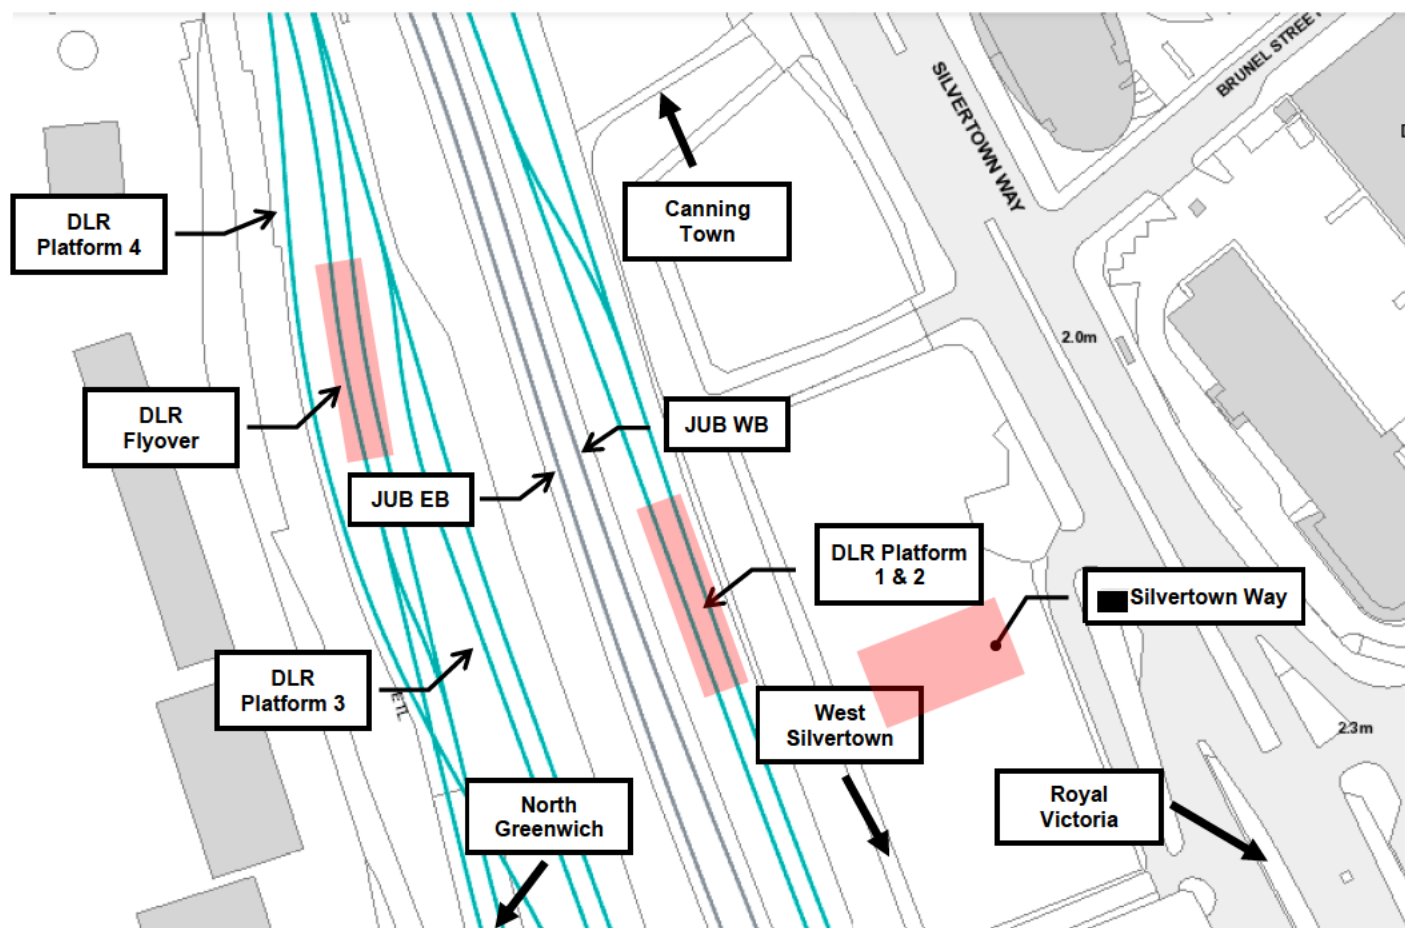 SILVERTOWN WAY
BRUNEL STREET
DLR
Platform 4
Canning
Town
2.0m
DLR
Flyover
JUB WB
JUB EB
DLR Platform
1 & 2
Silvertown Way
DLR
Platform 3
ETL
West
Silvertown
2.3m
North
Greenwich
Royal
Victoria